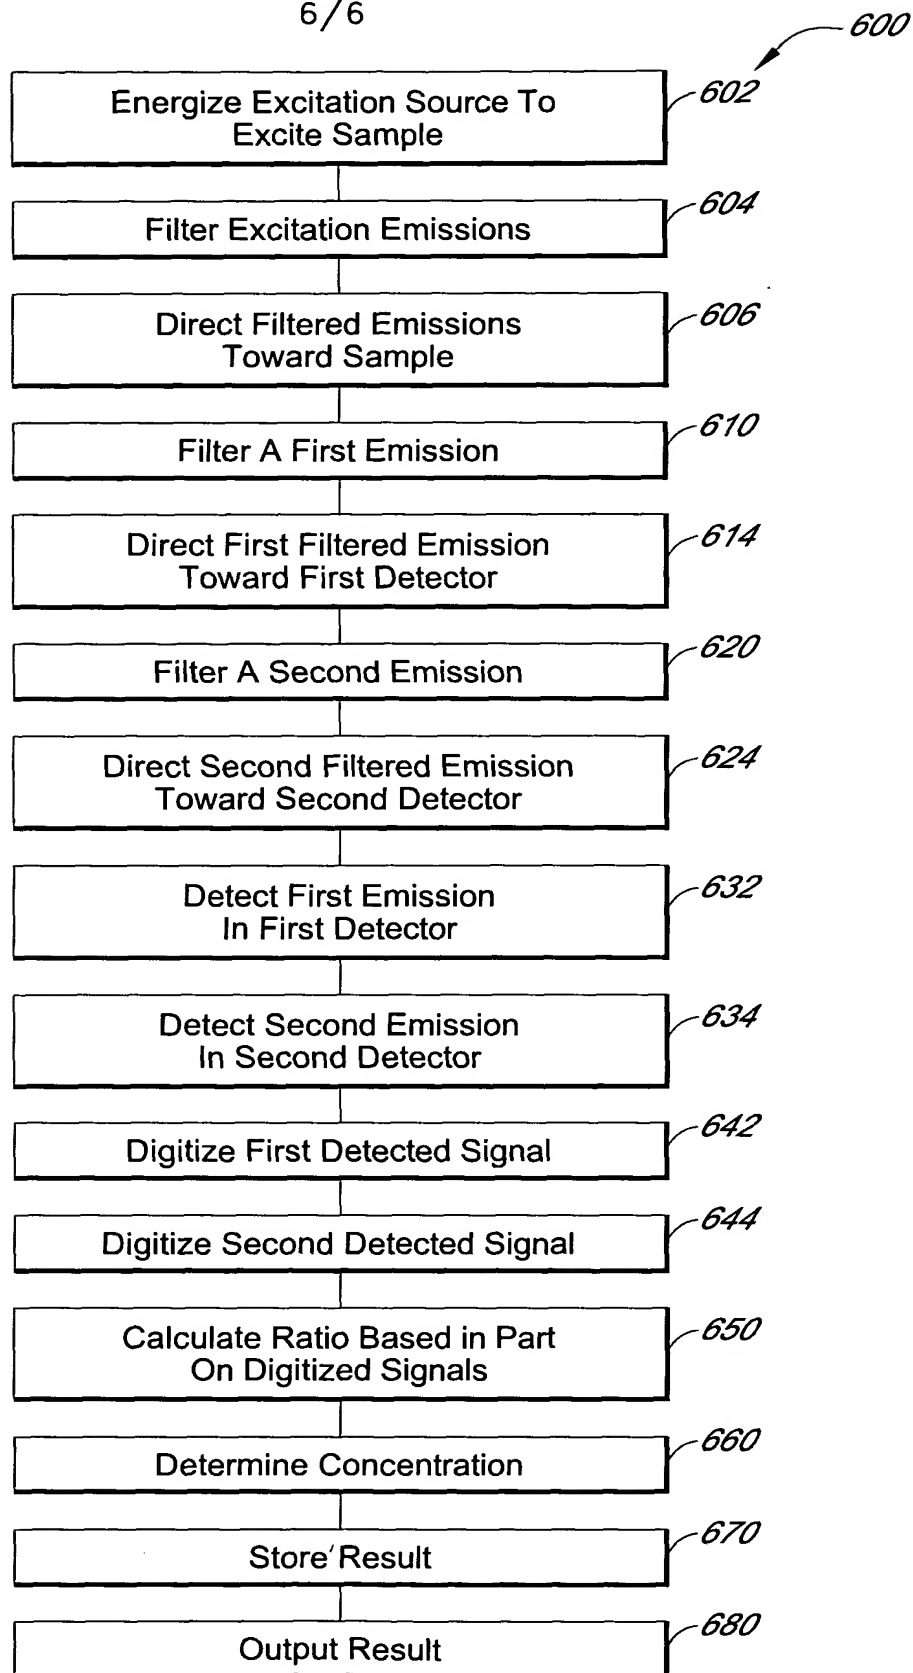 6/6
600
Energize Excitation Source To
Excite Sample
602
Filter Excitation Emissions
604
Direct Filtered Emissions
Toward Sample
606
Filter A First Emission
610
Direct First Filtered Emission
Toward First Detector
614
Filter A Second Emission
620
Direct Second Filtered Emission
Toward Second Detector
624
Detect First Emission
In First Detector
632
Detect Second Emission
In Second Detector
634
Digitize First Detected Signal
642
Digitize Second Detected Signal
644
Calculate Ratio Based in Part
On Digitized Signals
650
Determine Concentration
660
Store Result
670
Output Result
680